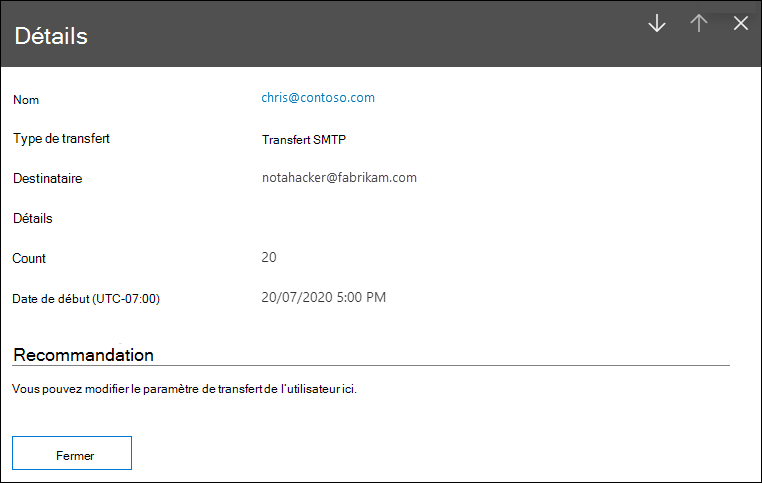 Détails
Nom chris@contoso.com
Type de transfert Transfert SMTP
Destinataire notahacker@fabrikam.com
Détails
Count 20
Date de début (UTC-07:00) 20/07/2020 5:00 PM
Recommandation
Vous pouvez modifier le paramètre de transfert de l'utilisateur ici.
Fermer